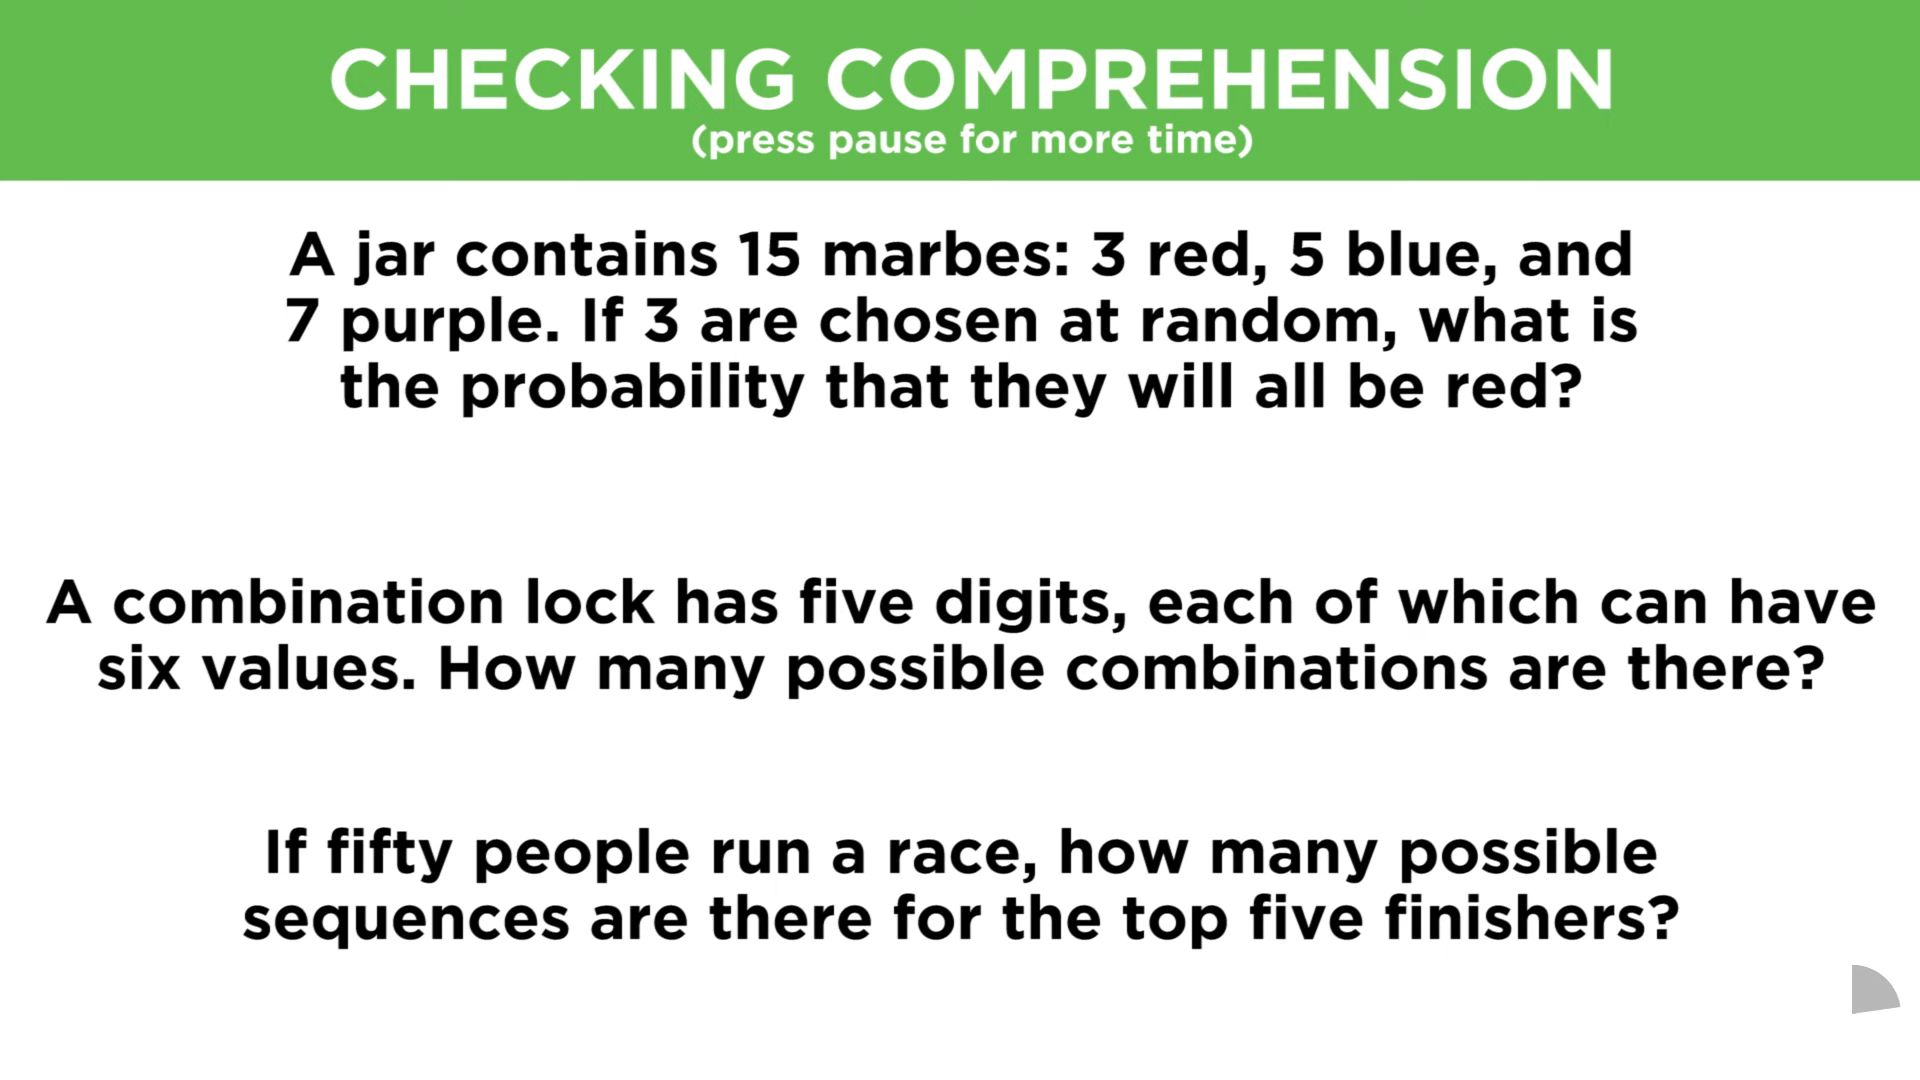 CHECKING COMPREHENSION
(press pause for more time)
A jar contains 15 marbes: 3 red, 5 blue, and
7 purple. If 3 are chosen at random, what is
the probability that they will all be red?
A combination lock has five digits, each of which can have
six values. How many possible combinations are there?
If fifty people run a race, how many possible
sequences are there for the top five finishers?